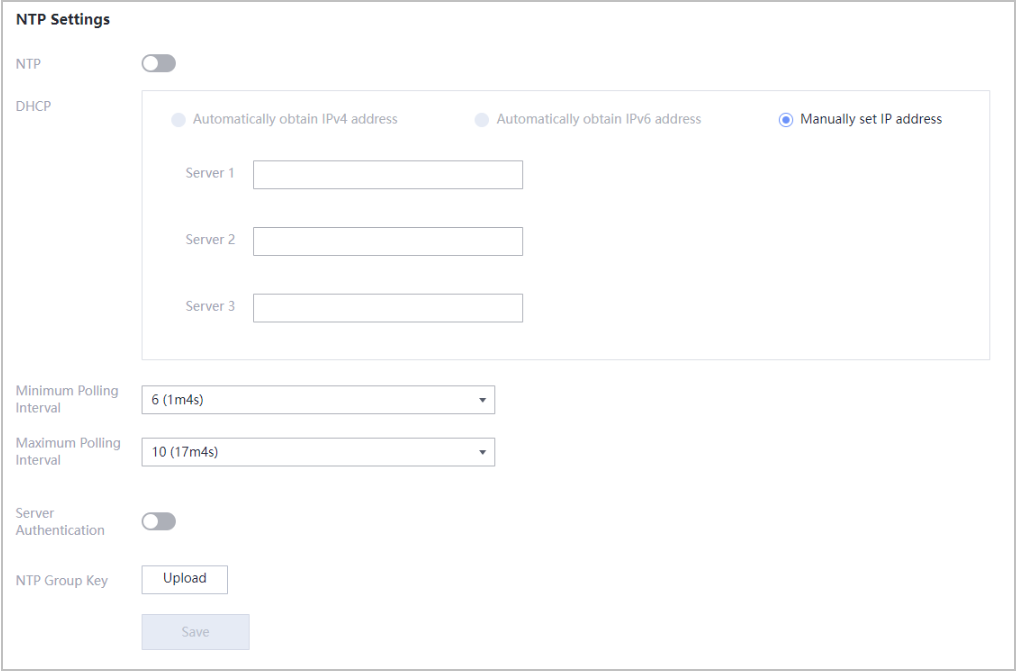 NTP Settings
NTP
DHCP
Automatically obtain IPv4 address
Automatically obtain IPv6 address
Manually set IP address
Server 1
Server 2
Server 3
Minimum Polling
Interval
6 (1m4s)
Maximum Polling
Interval
10 (17m4s)
Server
Authentication
NTP Group Key
Upload
Save